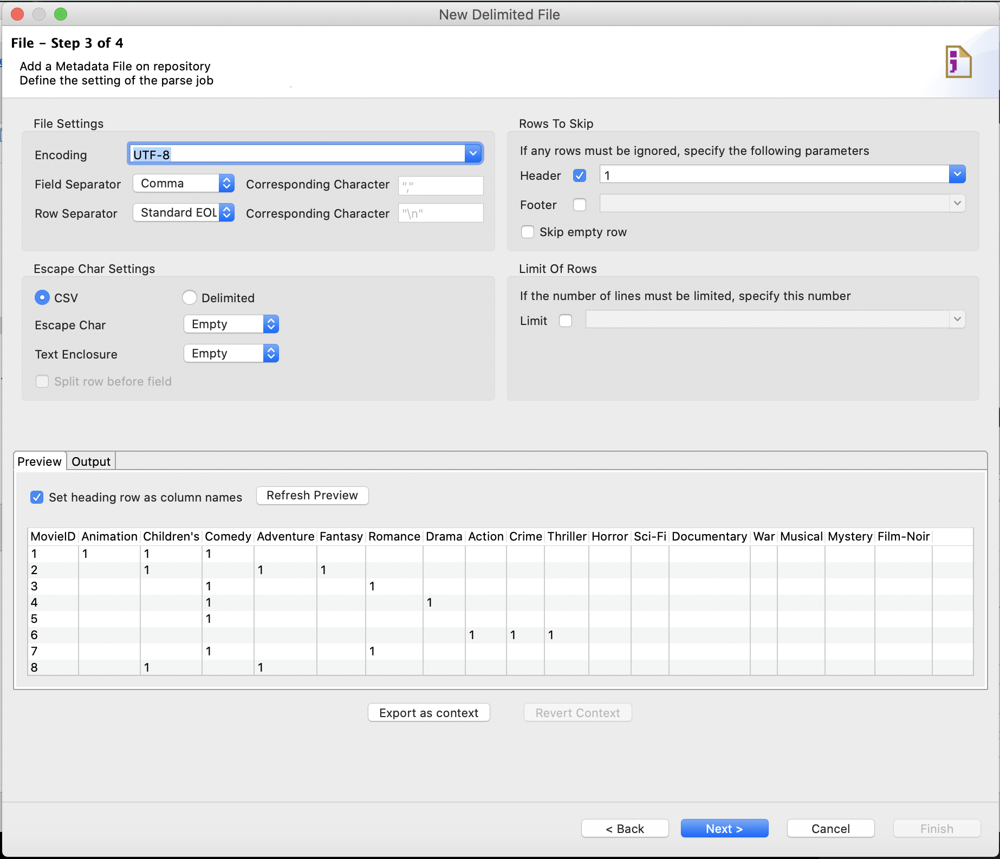 New Delimited File
File - Step 3 of 4
Add a Metadata File on repository
Define the setting of the parse job
File Settings
Encoding UTF-8
Field Separator Comma Corresponding Character ","
Row Separator Standard EOL Corresponding Character "\n"
Rows To Skip
If any rows must be ignored, specify the following parameters
Header 1
Footer
Skip empty row
Escape Char Settings
CSV Delimited
Escape Char Empty
Text Enclosure Empty
Split row before field
Limit Of Rows
If the number of lines must be limited, specify this number
Limit
Preview Output
Set heading row as column names Refresh Preview
MovieID Animation Children's Comedy Adventure Fantasy Romance Drama Action Crime Thriller Horror Sci-Fi Documentary War Musical Mystery Film-Noir
1 1 1 1
2 1 1 1
3 1 1
4 1 1
5 1
6 1 1 1
7 1 1
8 1 1
Export as context Revert Context
< Back Next > Cancel Finish